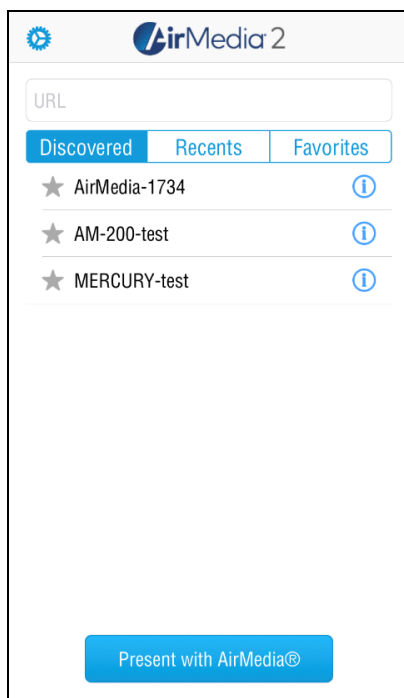 AirMedia 2
URL
Discovered Recents Favorites
AirMedia-1734
AM-200-test
MERCURY-test
Present with AirMedia®